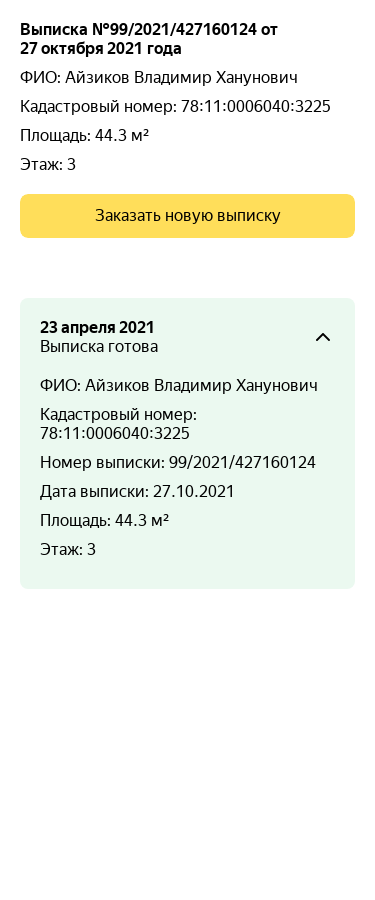 Выписка №99/2021/427160124 от
27 октября 2021 года
ФИО: Айзиков Владимир Ханунович
Кадастровый номер: 78:11:0006040:3225
Площадь: 44.3 м²
Этаж: 3
Заказать новую выписку
23 апреля 2021
Выписка готова
ФИО: Айзиков Владимир Ханунович
Кадастровый номер:
78:11:0006040:3225
Номер выписки: 99/2021/427160124
Дата выписки: 27.10.2021
Площадь: 44.3 м²
Этаж: 3